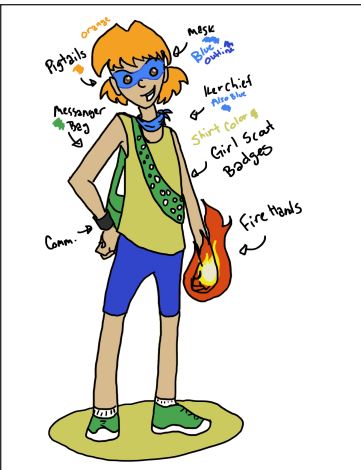 Orange
Pigtails
Mask
Blue
outline
Messanger
Bag
Kerchief
Also Blue
Shirt Color
Girl Scout
Badges
Fire Hands
Comm.